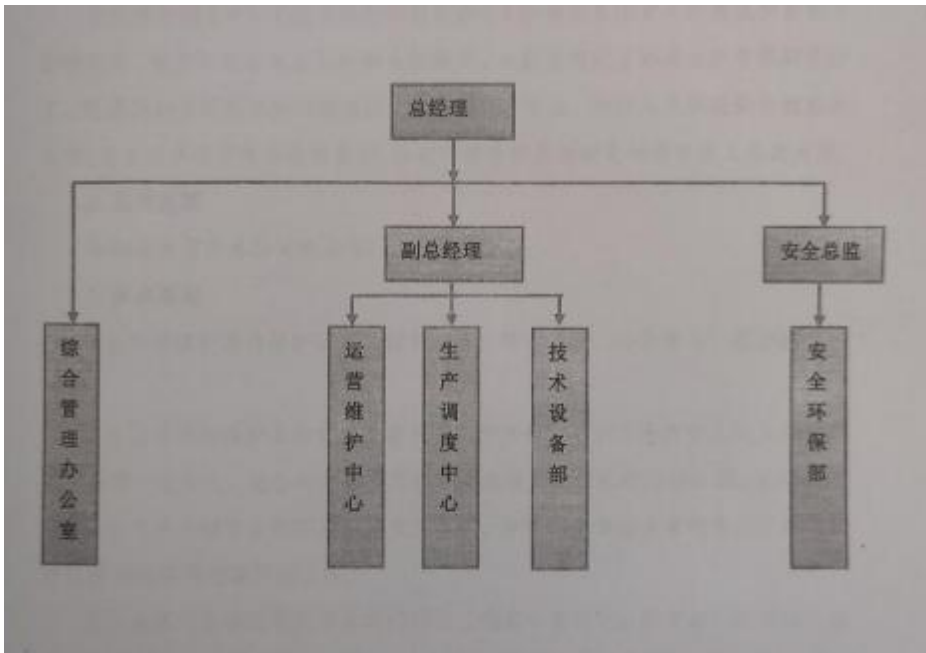 总经理
副总经理
安全总监
综合管理办公室
运营维护中心
生产调度中心
技术设备部
安全环保部